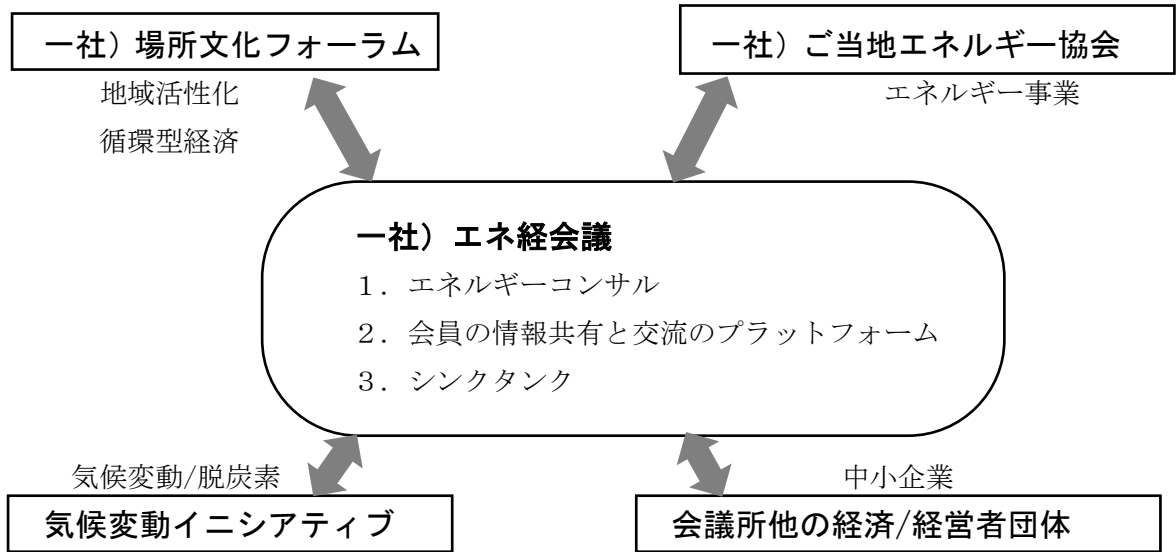 一社）場所文化フォーラム
一社）ご当地エネルギー協会
地域活性化
循環型経済
エネルギー事業
一社）エネ経会議
１．エネルギーコンサル
２．会員の情報共有と交流のプラットフォーム
３．シンクタンク
気候変動/脱炭素
中小企業
気候変動イニシアティブ
会議所他の経済/経営者団体